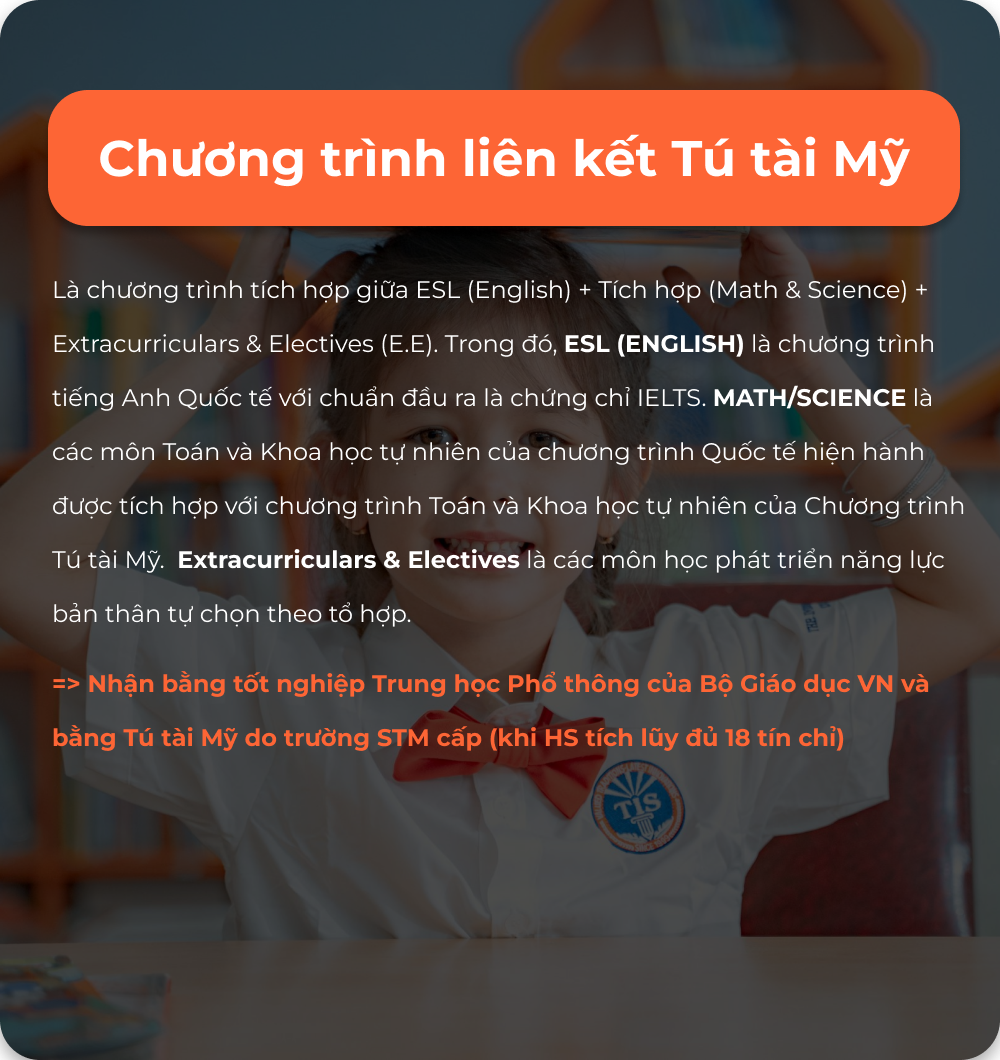 Chương trình liên kết Tú tài Mỹ
Là chương trình tích hợp giữa ESL (English) + Tích hợp (Math & Science) +
Extracurriculars & Electives (E.E). Trong đó, ESL (ENGLISH) là chương trình
tiếng Anh Quốc tế với chuẩn đầu ra là chứng chỉ IELTS. MATH/SCIENCE là
các môn Toán và Khoa học tự nhiên của chương trình Quốc tế hiện hành
được tích hợp với chương trình Toán và Khoa học tự nhiên của Chương trình
Tú tài Mỹ. Extracurriculars & Electives là các môn học phát triển năng lực
bản thân tự chọn theo tổ hợp.
=> Nhận bằng tốt nghiệp Trung học Phổ thông của Bộ Giáo dục VN và
bằng Tú tài Mỹ do trường STM cấp (khi HS tích lũy đủ 18 tín chỉ)
TIS